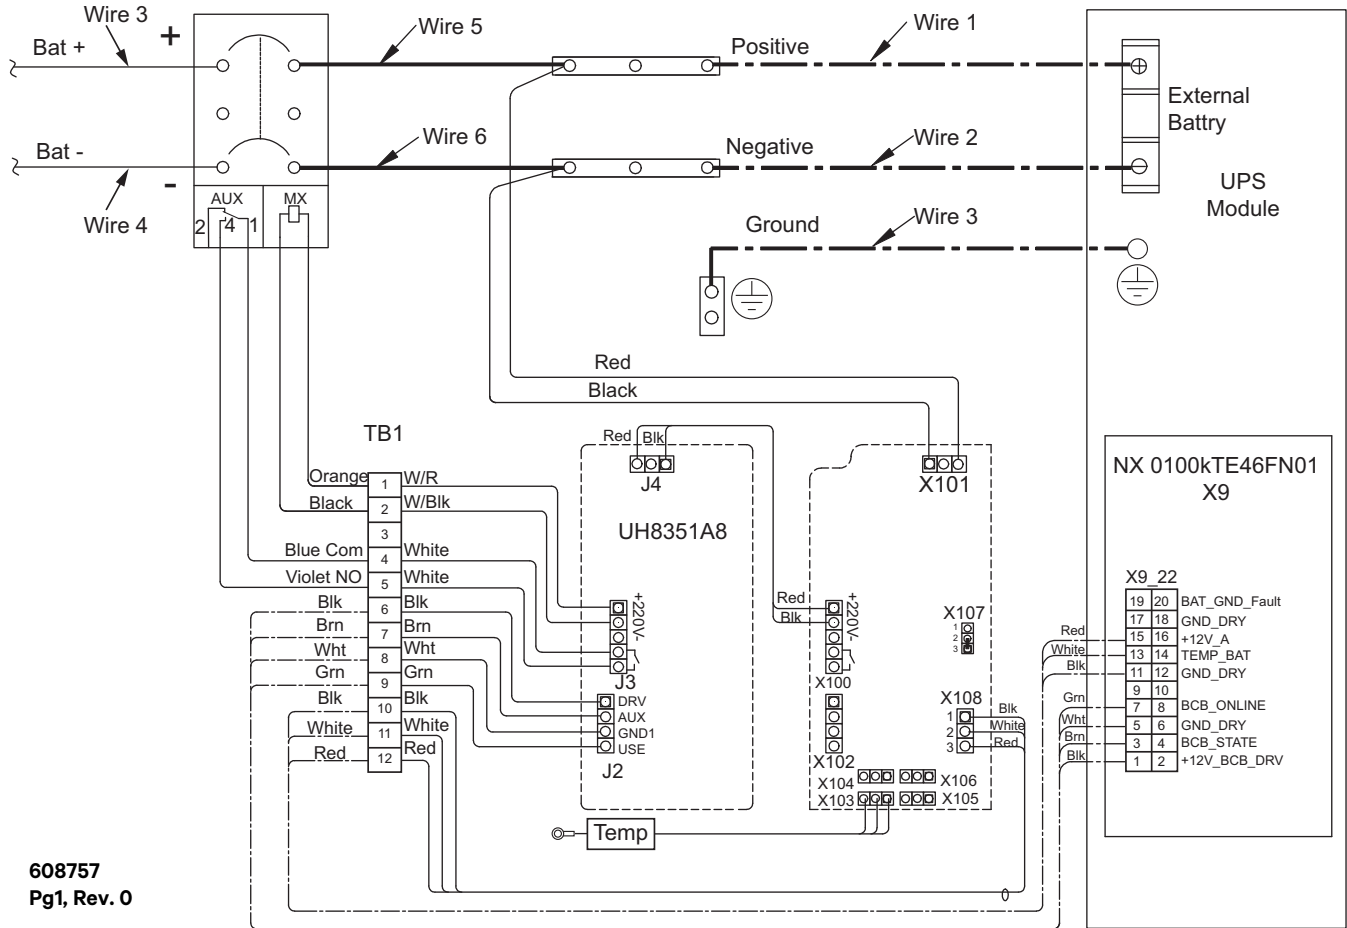 Wire 3
+
Bat +
Wire 5
Positive
Wire 1
External
Battry
Bat -
-
Wire 4
Wire 6
Negative
Wire 2
UPS
Module
AUX
MX
2
4
1
Ground
Wire 3
Red
Black
TB1
Orange 1 W/R
Black 2 W/Blk
3
Blue Com 4 White
Violet NO 5 White
Blk 6 Blk
Brn 7 Brn
Wht 8 Wht
Grn 9 Grn
Blk 10 Blk
White 11 White
Red 12 Red
Red Blk
J4
UH8351A8
+220V-
J3
DRV
AUX
GND1
USE
J2
Temp
X101
Red
Blk
+220V-
X100
X107
1
2
3
X102
X108
1 Blk
2 White
3 Red
X104
X106
X103
X105
NX 0100kTE46FN01
X9
X9_22
19 20 BAT_GND_Fault
17 18 GND_DRY
Red 15 16 +12V_A
White 13 14 TEMP_BAT
Blk 11 12 GND_DRY
9 10
Grn 7 8 BCB_ONLINE
Wht 5 6 GND_DRY
Brn 3 4 BCB_STATE
Blk 1 2 +12V_BCB_DRV
608757
Pg1, Rev. 0